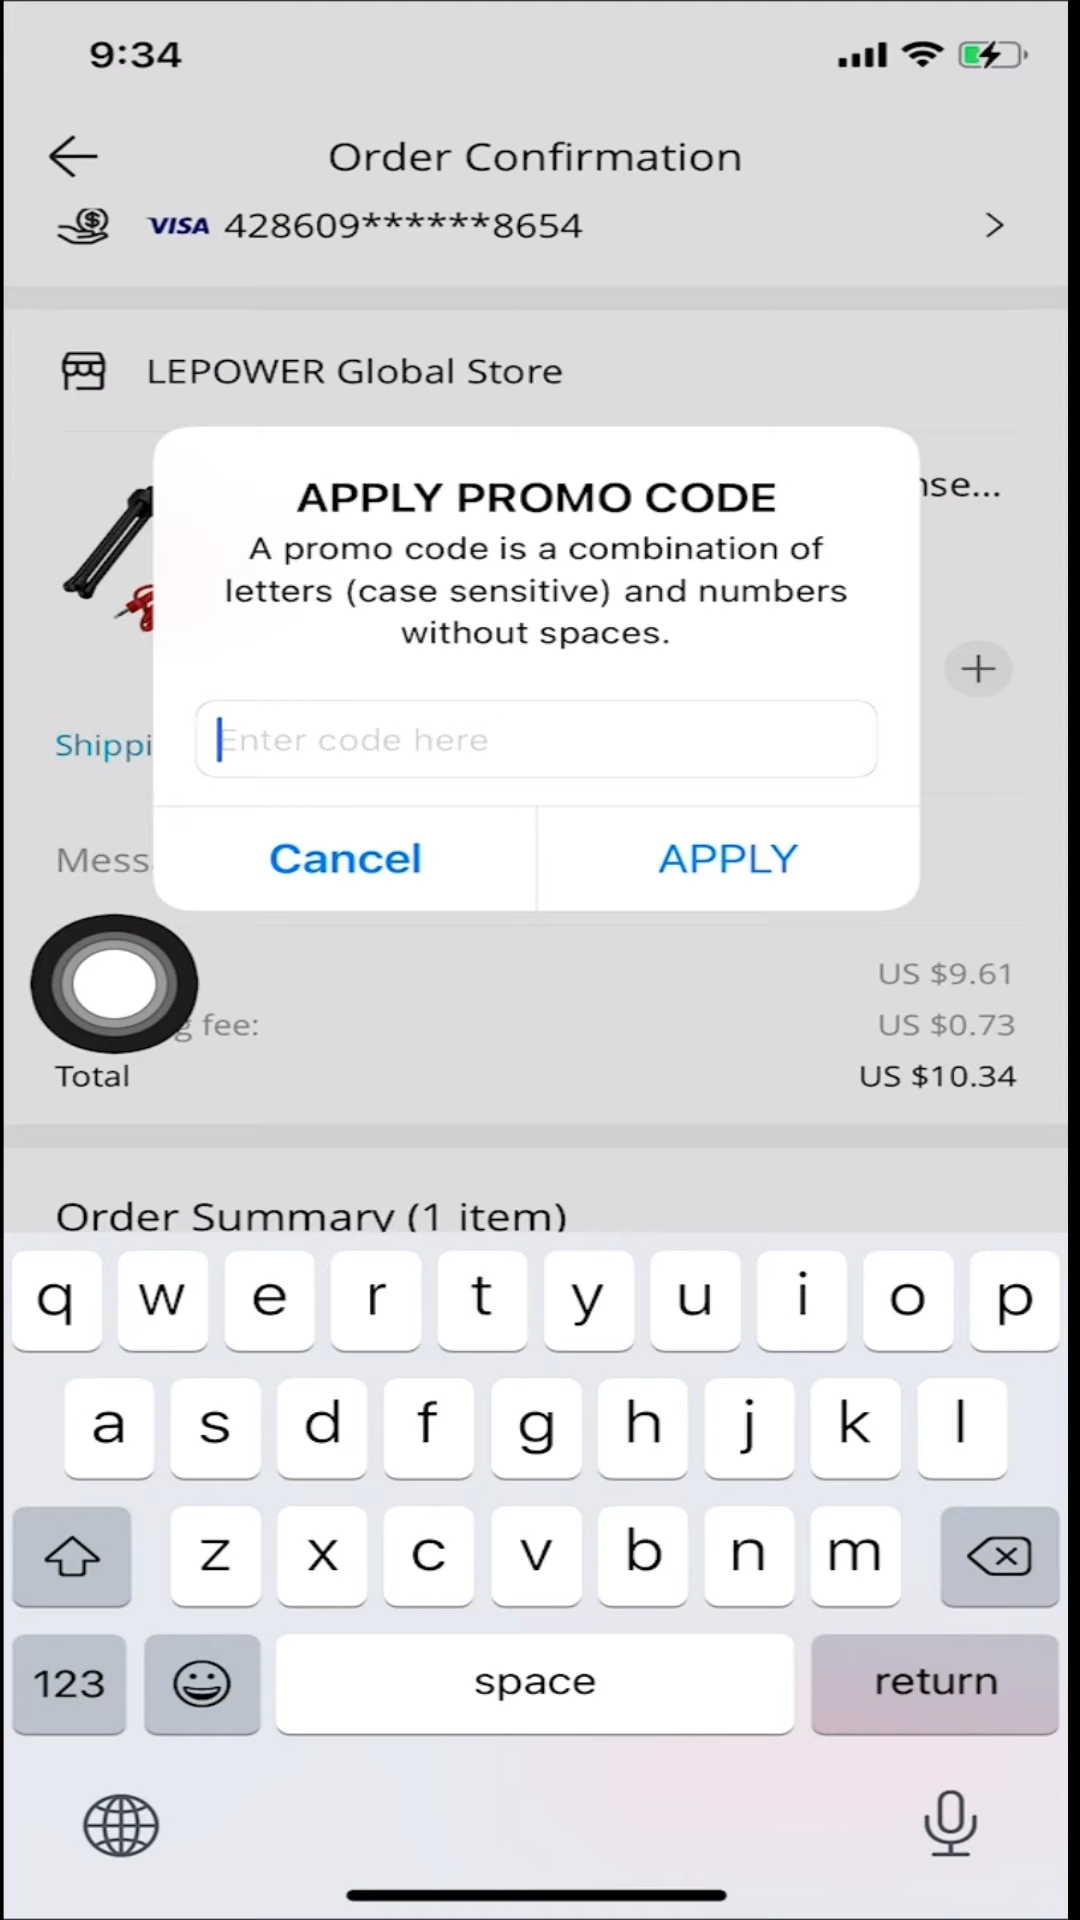 9:34
Order Confirmation
VISA 428609******8654
LEPOWER Global Store
APPLY PROMO CODE
A promo code is a combination of
letters (case sensitive) and numbers
without spaces.
Enter code here
Cancel APPLY
US $9.61
fee: US $0.73
Total US $10.34
Order Summary (1 item)
q w e r t y u i o p
a s d f g h j k l
z x c v b n m
123 space return